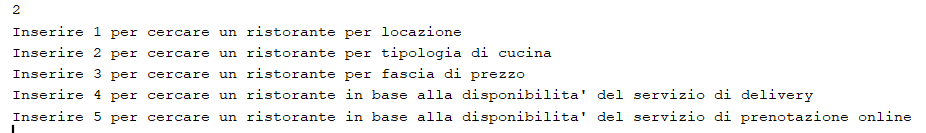 2
Inserire 1 per cercare un ristorante per locazione
Inserire 2 per cercare un ristorante per tipologia di cucina
Inserire 3 per cercare un ristorante per fascia di prezzo
Inserire 4 per cercare un ristorante in base alla disponibilita' del servizio di delivery
Inserire 5 per cercare un ristorante in base alla disponibilita' del servizio di prenotazione online